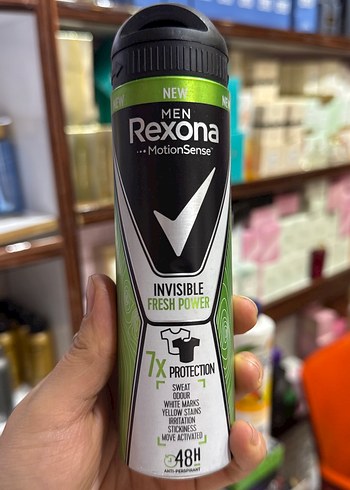 NEW
MEN
Rexona
MotionSense™
INVISIBLE
FRESH POWER
7X PROTECTION
SWEAT
ODOUR
WHITE MARKS
YELLOW STAINS
IRRITATION
STICKINESS
MOVE ACTIVATED
48H
ANTI-PERSPIRANT